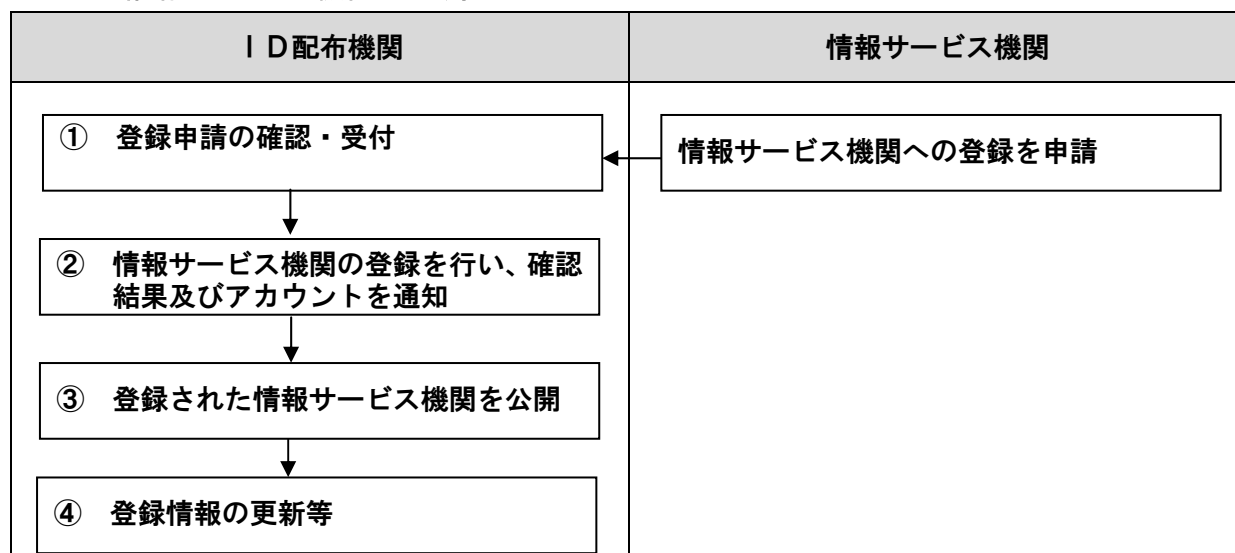 ＩＤ配布機関
情報サービス機関
① 登録申請の確認・受付
情報サービス機関への登録を申請
② 情報サービス機関の登録を行い、確認
結果及びアカウントを通知
③ 登録された情報サービス機関を公開
④ 登録情報の更新等